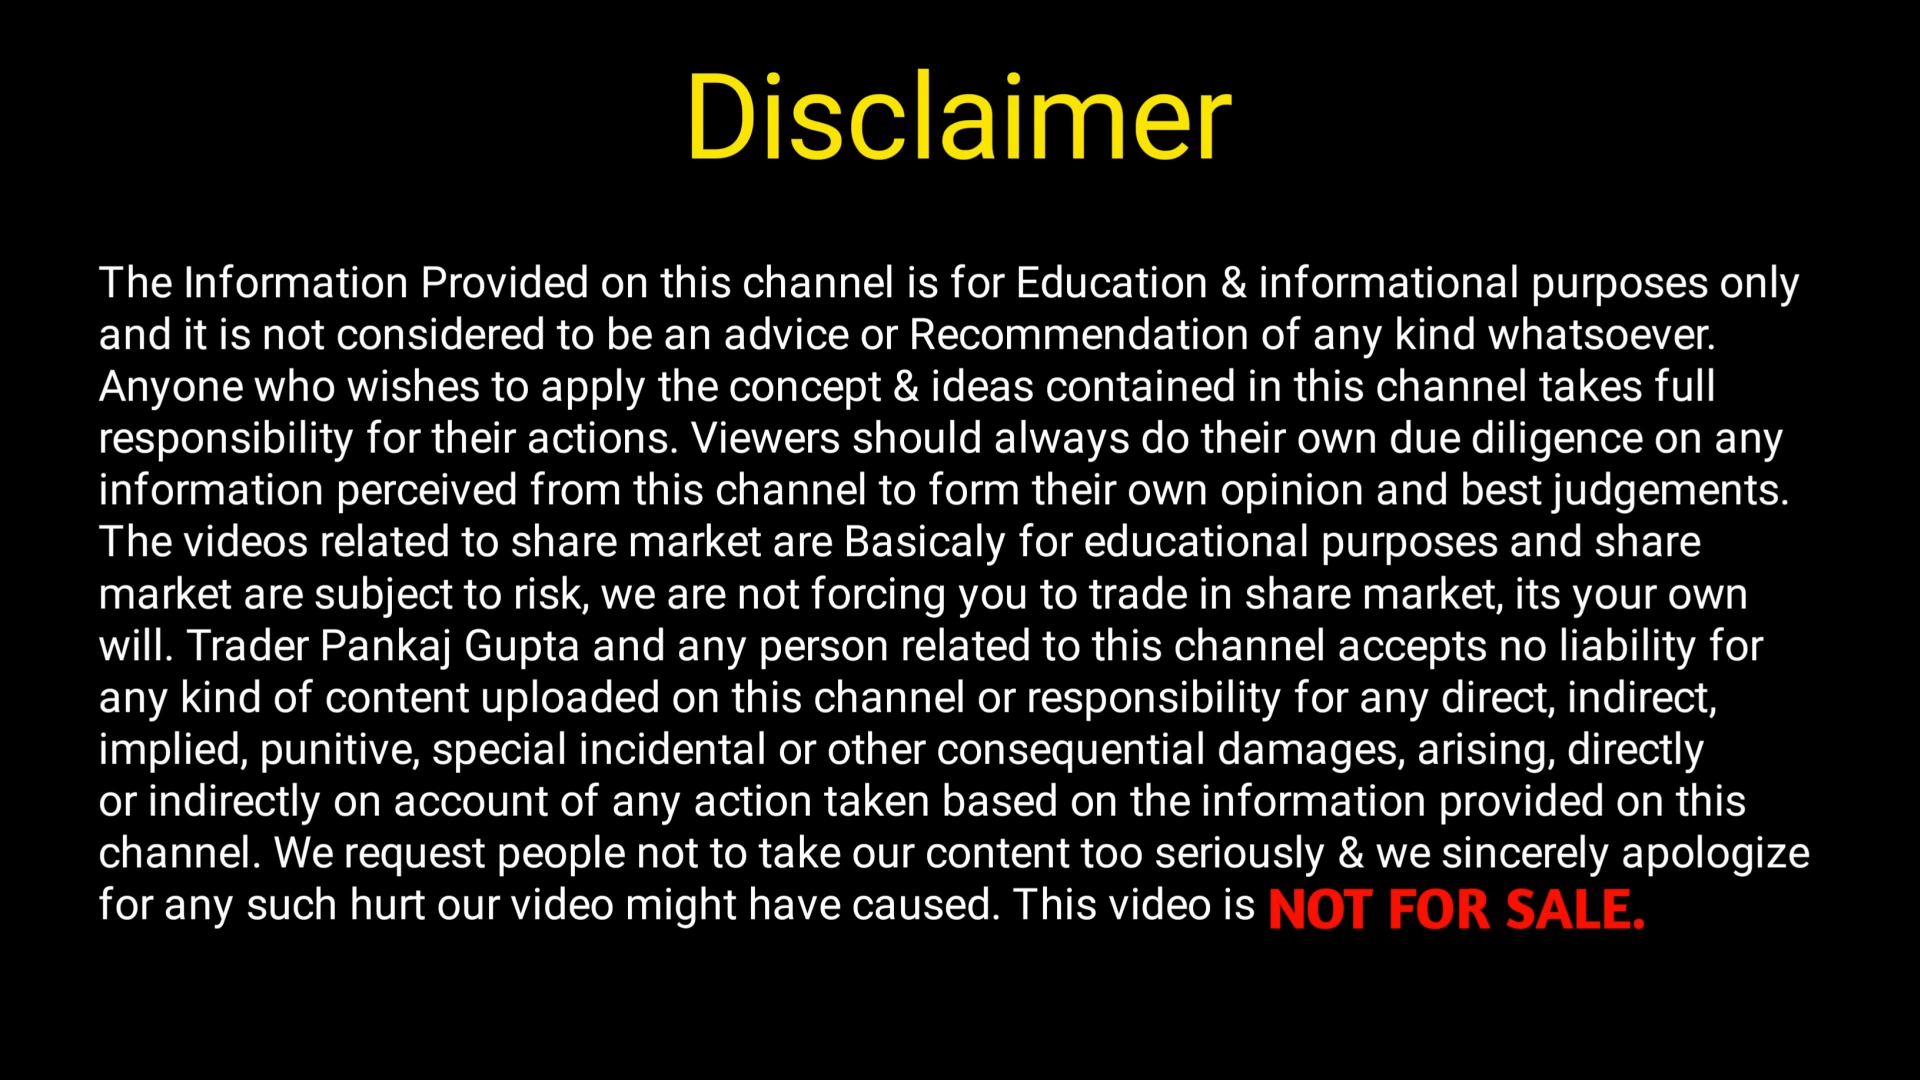 Disclaimer
The Information Provided on this channel is for Education & informational purposes only
and it is not considered to be an advice or Recommendation of any kind whatsoever.
Anyone who wishes to apply the concept & ideas contained in this channel takes full
responsibility for their actions. Viewers should always do their own due diligence on any
information perceived from this channel to form their own opinion and best judgements.
The videos related to share market are Basicaly for educational purposes and share
market are subject to risk, we are not forcing you to trade in share market, its your own
will. Trader Pankaj Gupta and any person related to this channel accepts no liability for
any kind of content uploaded on this channel or responsibility for any direct, indirect,
implied, punitive, special incidental or other consequential damages, arising, directly
or indirectly on account of any action taken based on the information provided on this
channel. We request people not to take our content too seriously & we sincerely apologize
for any such hurt our video might have caused. This video is NOT FOR SALE.